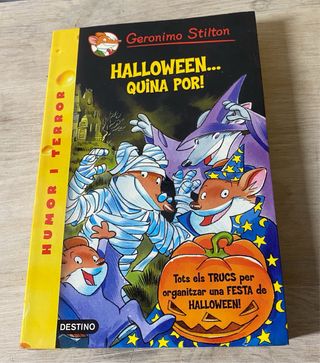 Geronimo Stilton
HALLOWEEN...
QUINA POR!
HUMOR I TERROR
Tots els TRUCS per
organitzar una FESTA de
HALLOWEEN!
DESTINO